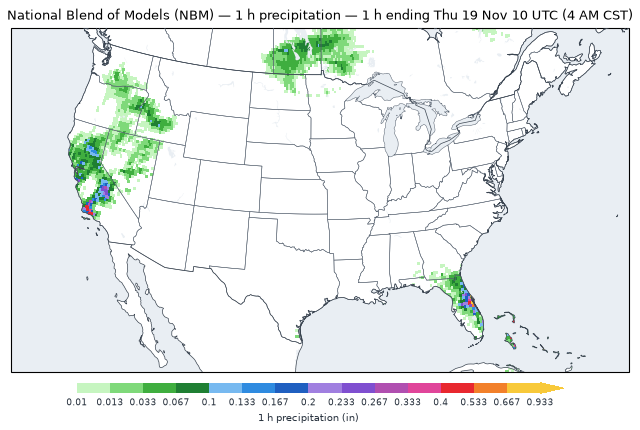 National Blend of Models (NBM) — 1 h precipitation — 1 h ending Thu 19 Nov 10 UTC (4 AM CST)
0.01 0.013 0.033 0.067 0.1 0.133 0.167 0.2 0.233 0.267 0.333 0.4 0.533 0.667 0.933
1 h precipitation (in)